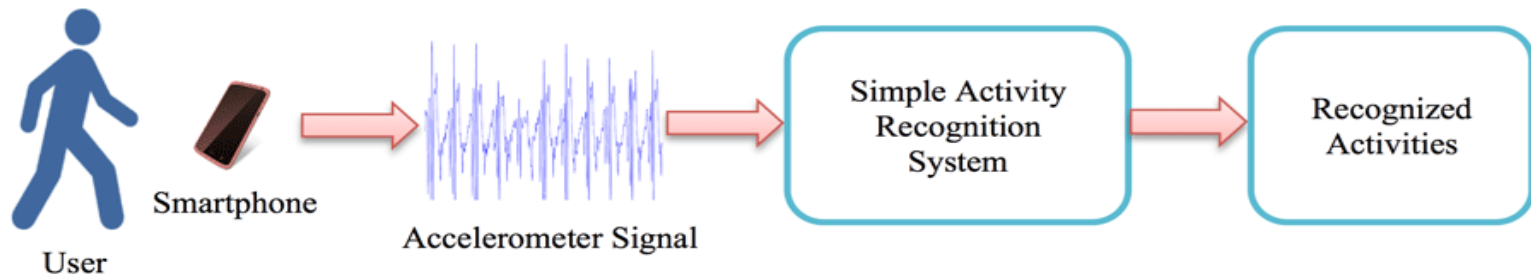 User
Smartphone
Accelerometer Signal
Simple Activity
Recognition
System
Recognized
Activities